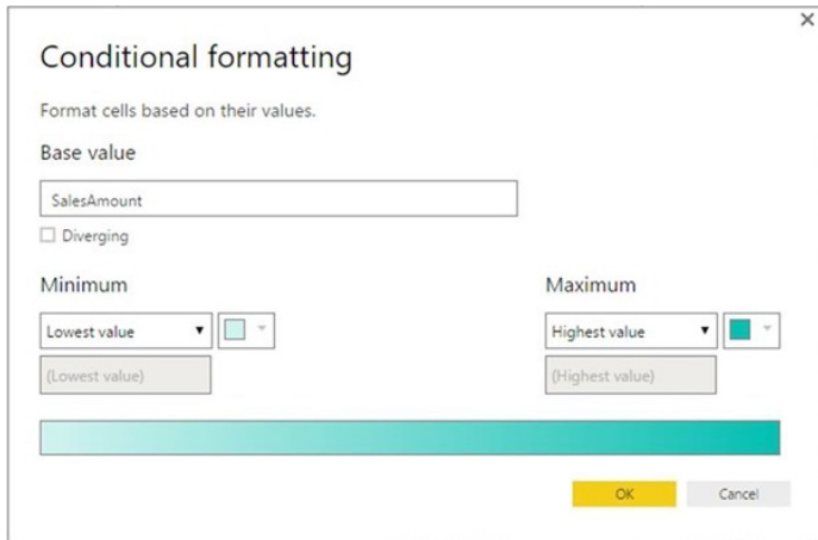 Conditional formatting
Format cells based on their values.
Base value
SalesAmount
Diverging
Minimum
Maximum
Lowest value
Highest value
(Lowest value)
(Highest value)
OK
Cancel